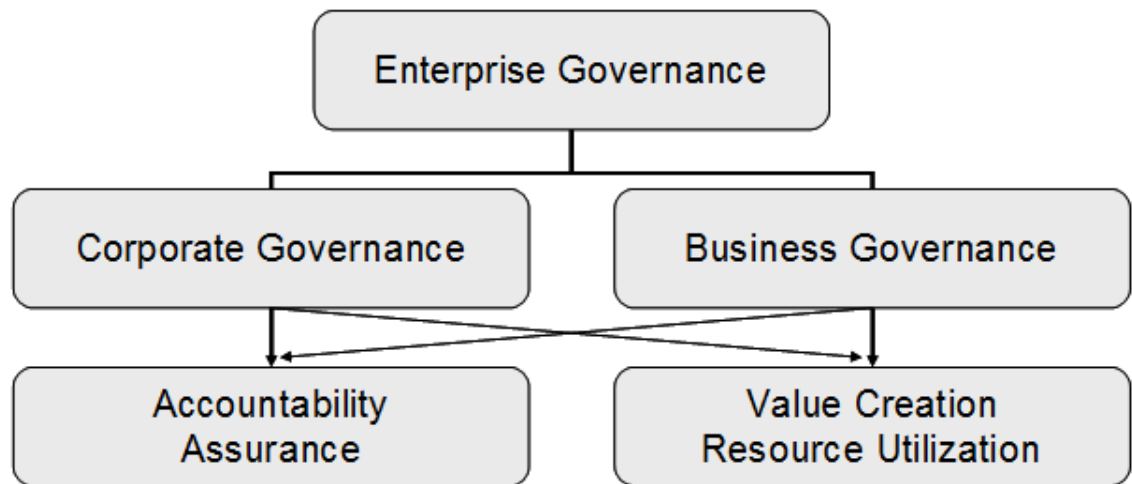 Enterprise Governance
Corporate Governance
Business Governance
Accountability
Assurance
Value Creation
Resource Utilization